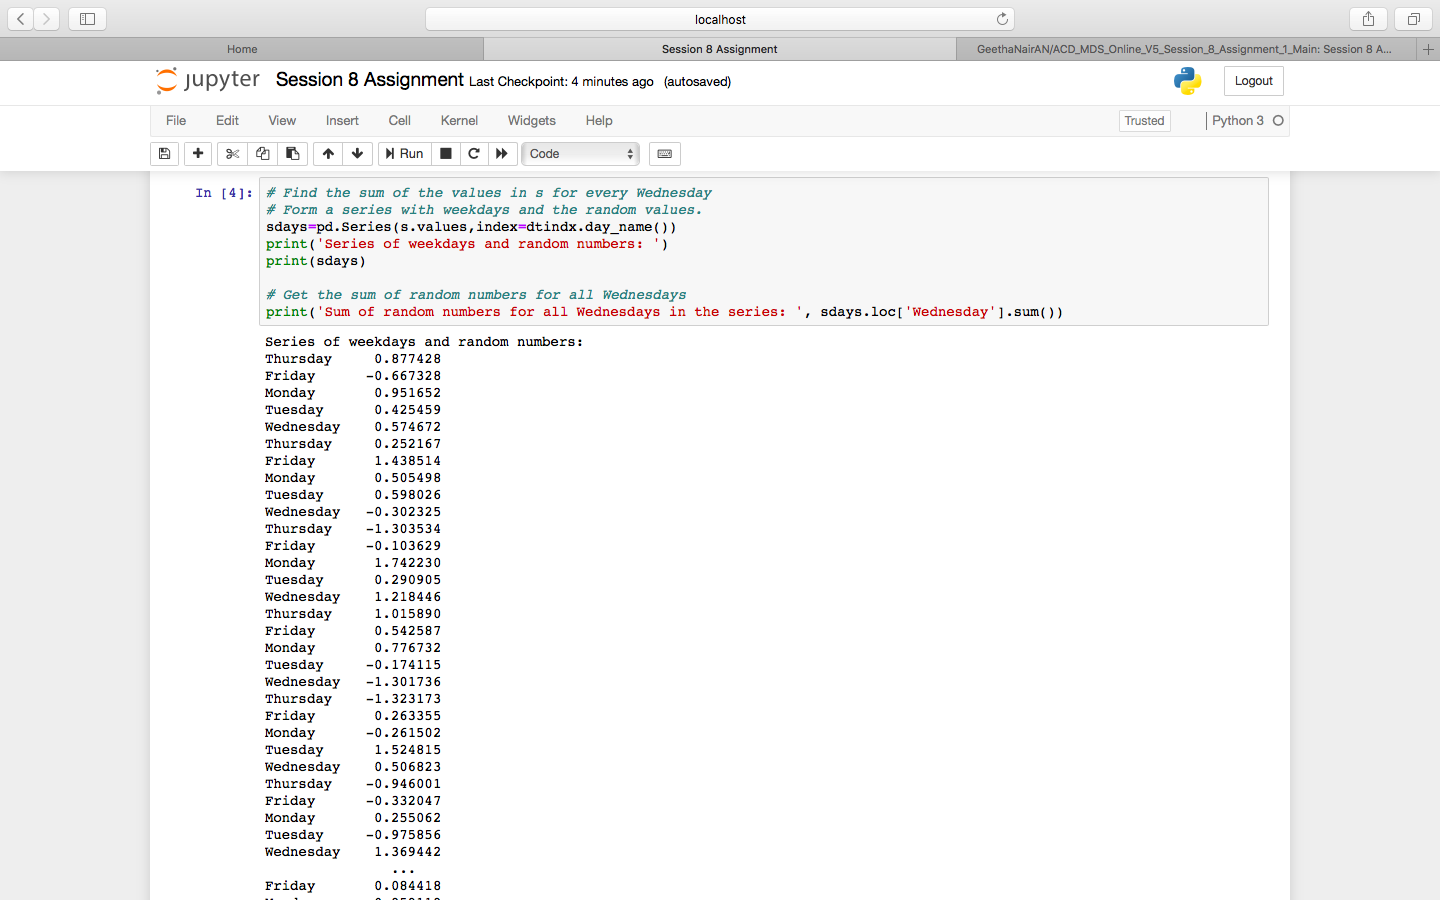 localhost
Home
Session 8 Assignment
GeethaNairAN/ACD_MDS_Online_V5_Session_8_Assignment_1_Main: Session 8 A...
jupyter Session 8 Assignment Last Checkpoint: 4 minutes ago (autosaved)
Logout
File Edit View Insert Cell Kernel Widgets Help
Trusted
Python 3
Run
Code
In [4]:
# Find the sum of the values in s for every Wednesday
# Form a series with weekdays and the random values.
sdays=pd.Series(s.values,index=dtindx.day_name())
print('Series of weekdays and random numbers: ')
print(sdays)
# Get the sum of random numbers for all Wednesdays
print('Sum of random numbers for all Wednesdays in the series: ', sdays.loc['Wednesday'].sum())
Series of weekdays and random numbers:
Thursday 0.877428
Friday -0.667328
Monday 0.951652
Tuesday 0.425459
Wednesday 0.574672
Thursday 0.252167
Friday 1.438514
Monday 0.505498
Tuesday 0.598026
Wednesday -0.302325
Thursday -1.303534
Friday -0.103629
Monday 1.742230
Tuesday 0.290905
Wednesday 1.218446
Thursday 1.015890
Friday 0.542587
Monday 0.776732
Tuesday -0.174115
Wednesday -1.301736
Thursday -1.323173
Friday 0.263355
Monday -0.261502
Tuesday 1.524815
Wednesday 0.506823
Thursday -0.946001
Friday -0.332047
Monday 0.255062
Tuesday -0.975856
Wednesday 1.369442
...
Friday 0.084418